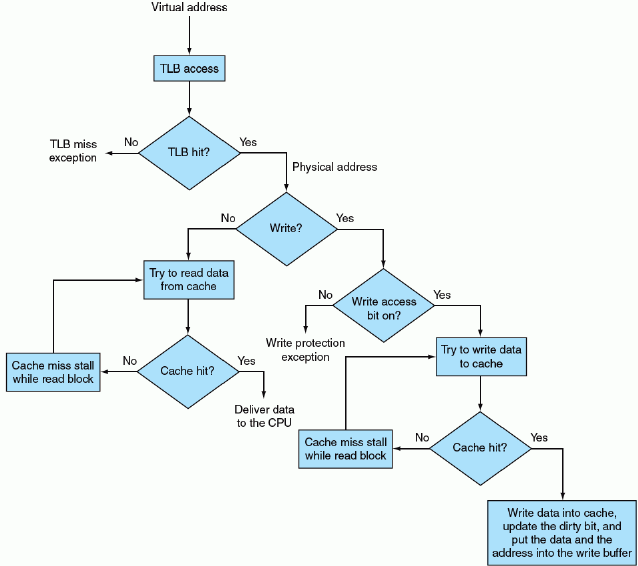 Virtual address
TLB access
TLB miss
exception
No
TLB hit?
Yes
Physical address
No
Write?
Yes
Try to read data
from cache
No
Write access
bit on?
Yes
Write protection
exception
Try to write data
to cache
Cache miss stall
while read block
No
Cache hit?
Yes
Deliver data
to the CPU
Cache miss stall
while read block
No
Cache hit?
Yes
Write data into cache,
update the dirty bit, and
put the data and the
address into the write buffer